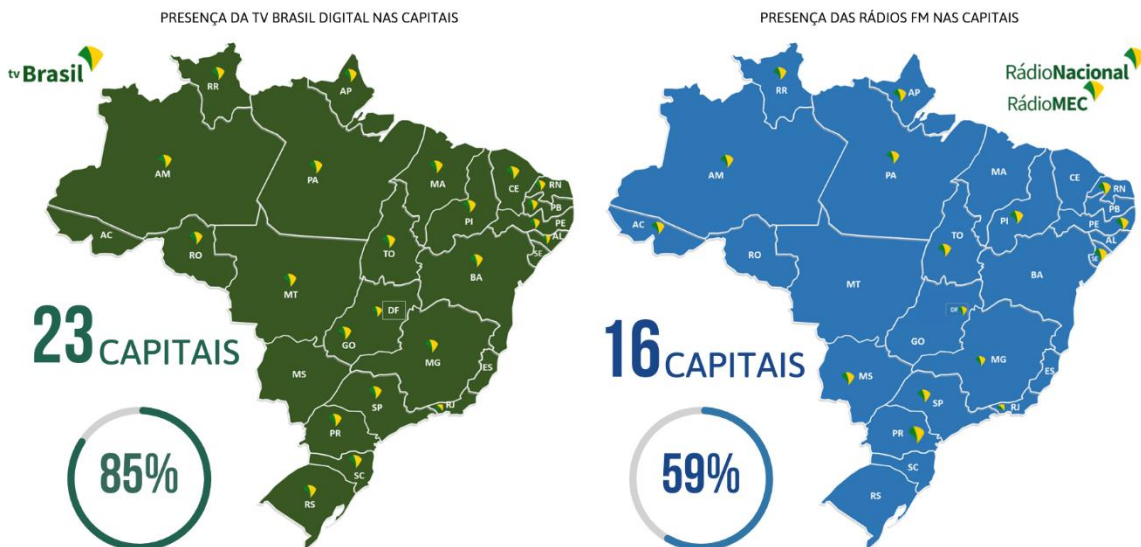 PRESENÇA DA TV BRASIL DIGITAL NAS CAPITAIS
tv Brasil
RR
AP
AM
PA
MA
CE
RN
PB
PI
PE
AL
SE
AC
RO
TO
BA
MT
DF
GO
MG
ES
MS
SP
RJ
PR
SC
RS
23 CAPITAIS
85%
PRESENÇA DAS RÁDIOS FM NAS CAPITAIS
RádioNacional
RádioMEC
RR
AP
AM
PA
MA
CE
RN
PB
PI
PE
AL
SE
AC
RO
TO
BA
MT
DF
GO
MG
ES
MS
SP
RJ
PR
SC
RS
16 CAPITAIS
59%